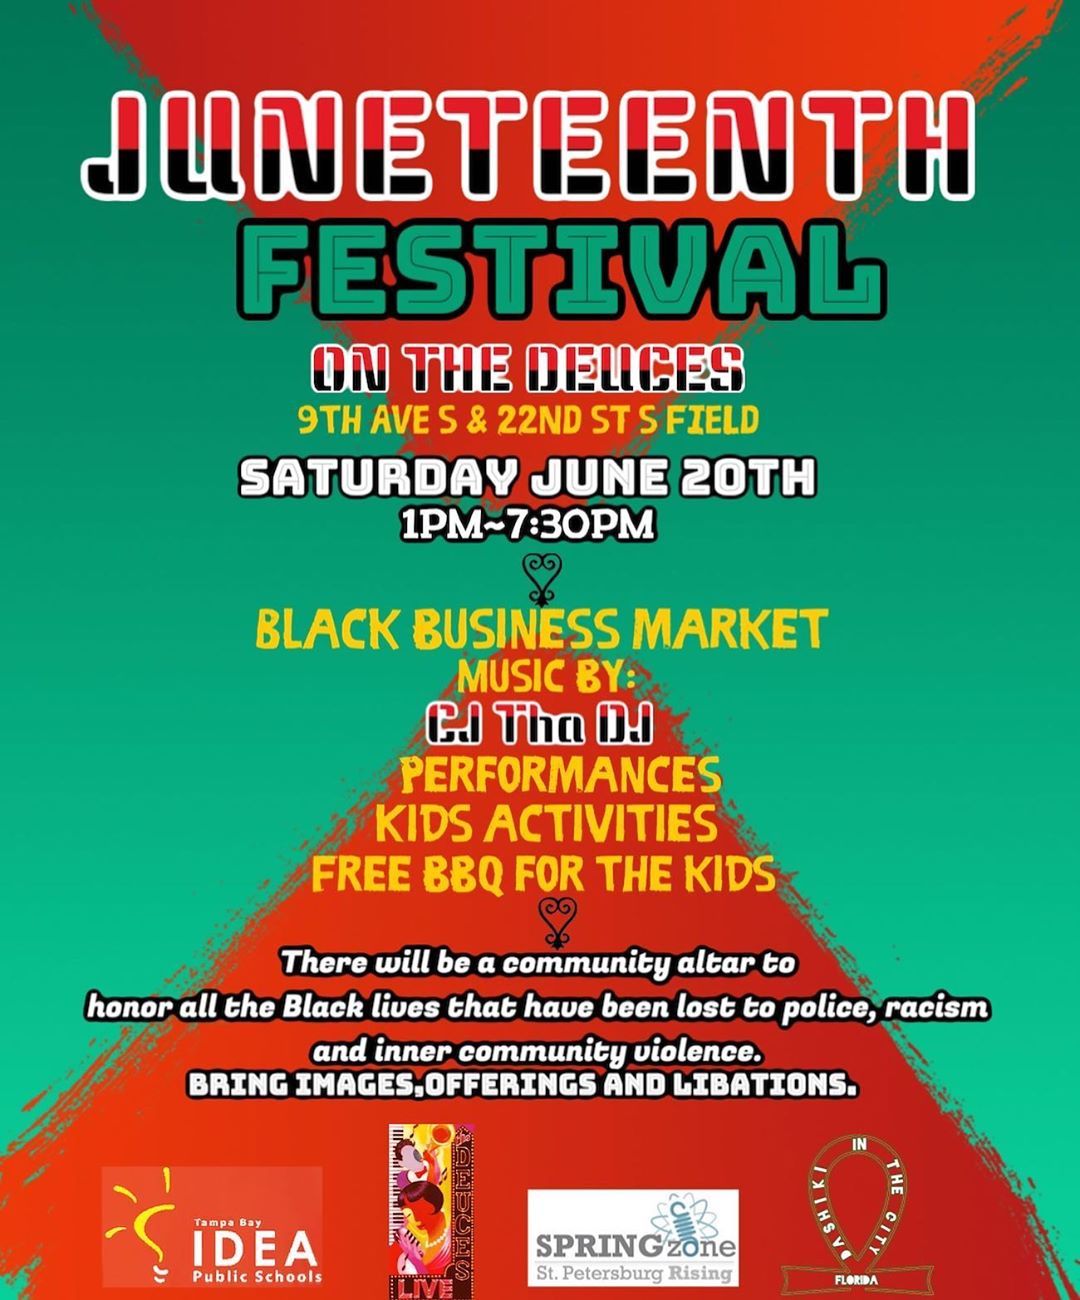 JUNETEENTH
FESTIVAL
ON THE DEUCES
9TH AVE S & 22ND ST S FIELD
SATURDAY JUNE 20TH
1PM~7:30PM
BLACK BUSINESS MARKET
MUSIC BY:
CJ Tha DJ
PERFORMANCES
KIDS ACTIVITIES
FREE BBQ FOR THE KIDS
There will be a community altar to
honor all the Black lives that have been lost to police, racism
and inner community violence.
BRING IMAGES,OFFERINGS AND LIBATIONS.
Tampa Bay
IDEA
Public Schools
DEUCES
LIVE
SPRINGzone
St. Petersburg Rising
DASHIKI IN THE CITY
FLORIDA